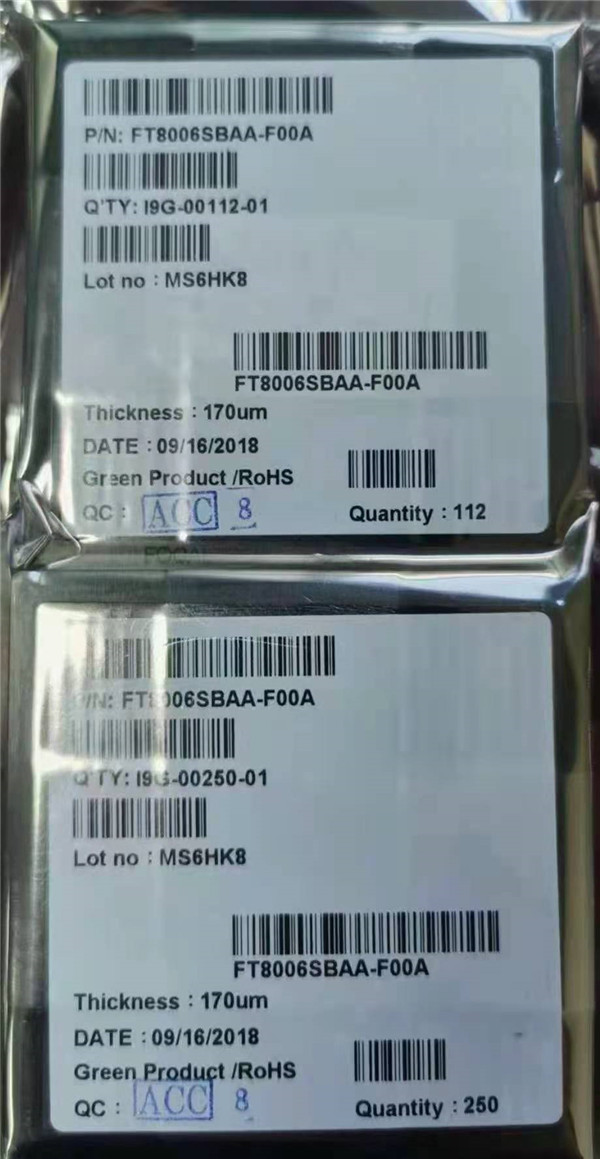 P/N: FT8006SBAA-F00A
Q'TY: I9G-00112-01
Lot no : MS6HK8
FT8006SBAA-F00A
Thickness : 170um
DATE : 09/16/2018
Green Product /RoHS
QC : ACC 8
Quantity : 112
P/N: FT8006SBAA-F00A
Q'TY: I9G-00250-01
Lot no : MS6HK8
FT8006SBAA-F00A
Thickness : 170um
DATE : 09/16/2018
Green Product /RoHS
QC : ACC 8
Quantity : 250